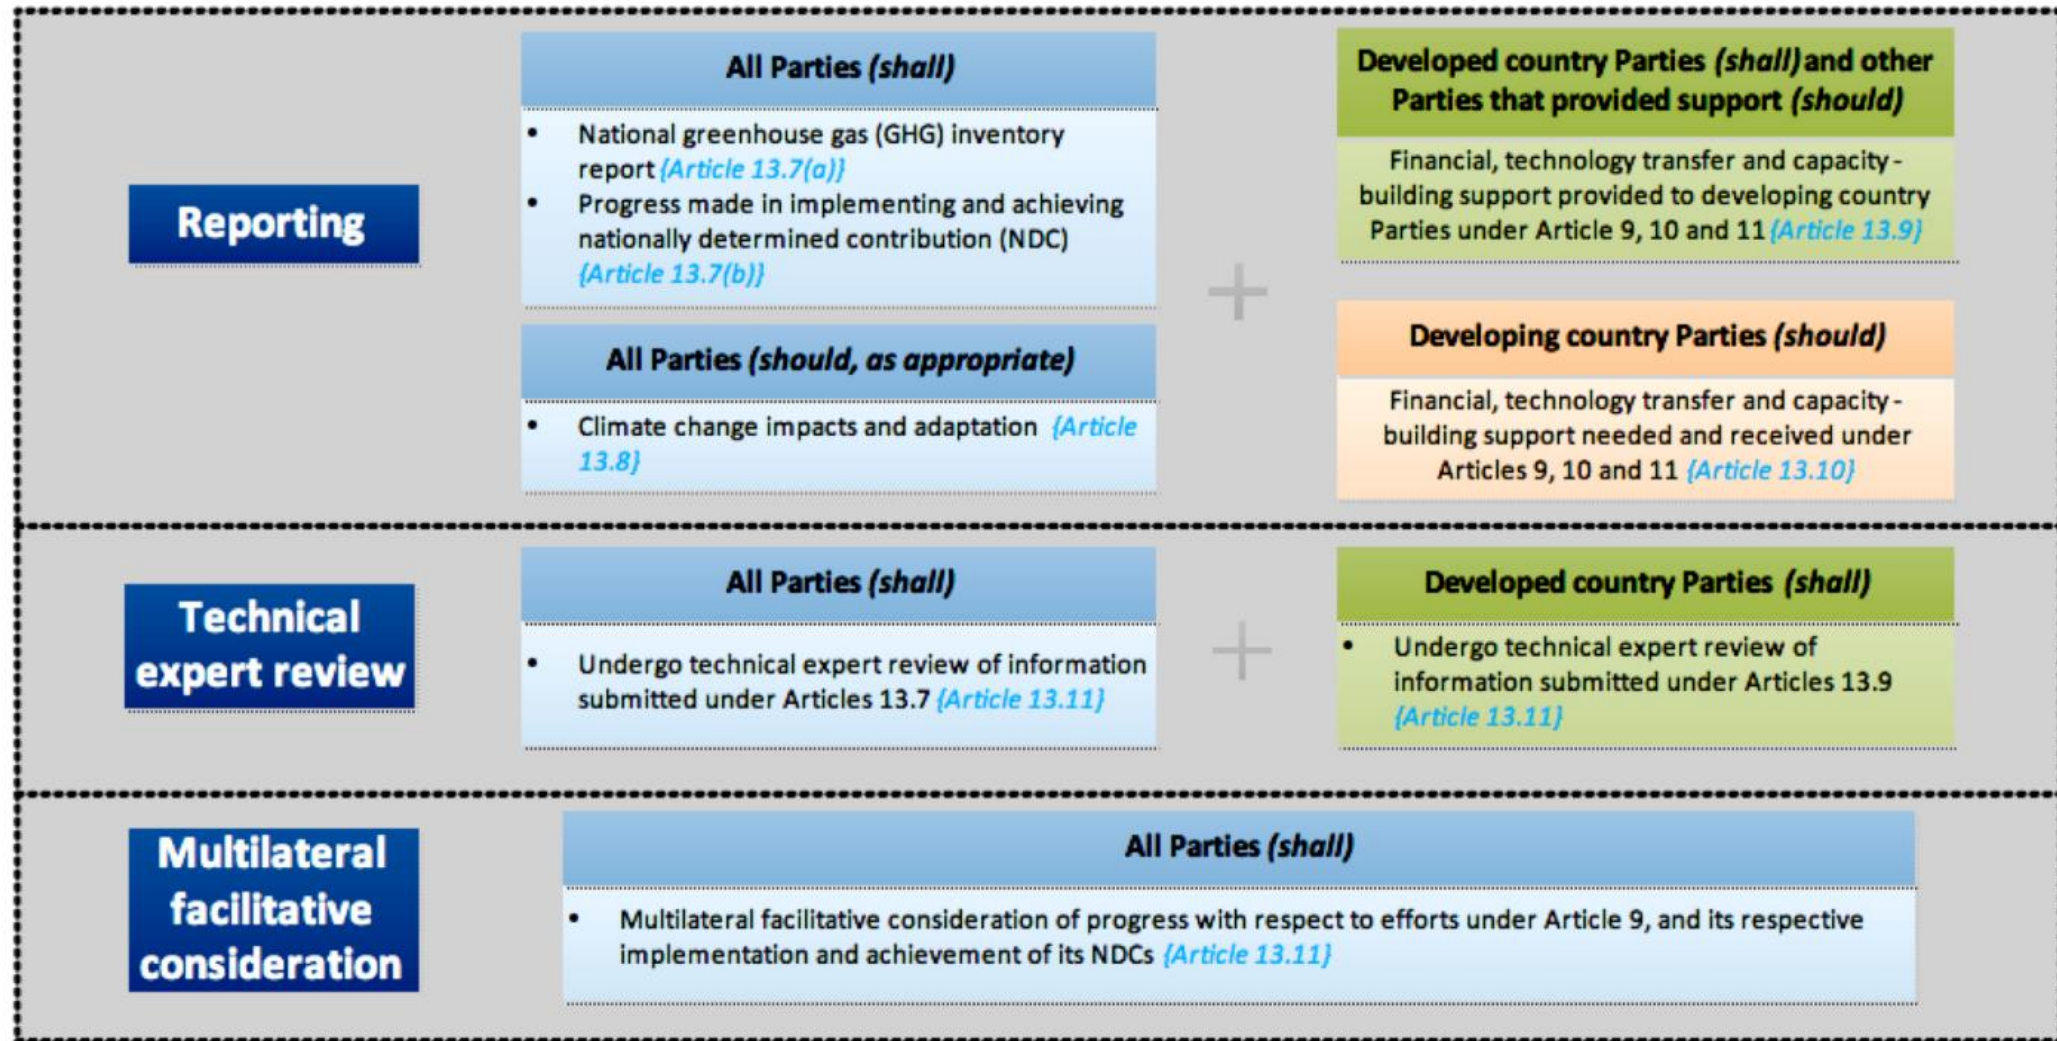 Reporting
All Parties (shall)
• National greenhouse gas (GHG) inventory
report {Article 13.7(a)}
• Progress made in implementing and achieving
nationally determined contribution (NDC)
{Article 13.7(b)}
All Parties (should, as appropriate)
• Climate change impacts and adaptation {Article
13.8}
+
Developed country Parties (shall) and other
Parties that provided support (should)
Financial, technology transfer and capacity-
building support provided to developing country
Parties under Article 9, 10 and 11 {Article 13.9}
Developing country Parties (should)
Financial, technology transfer and capacity-
building support needed and received under
Articles 9, 10 and 11 {Article 13.10}
Technical
expert review
All Parties (shall)
• Undergo technical expert review of information
submitted under Articles 13.7 {Article 13.11}
+
Developed country Parties (shall)
• Undergo technical expert review of
information submitted under Articles 13.9
{Article 13.11}
Multilateral
facilitative
consideration
All Parties (shall)
• Multilateral facilitative consideration of progress with respect to efforts under Article 9, and its respective
implementation and achievement of its NDCs {Article 13.11}